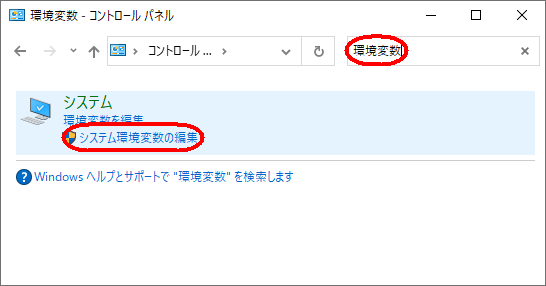 環境変数 - コントロール パネル
コントロール ...
環境変数
システム
環境変数を編集
システム環境変数の編集
Windows ヘルプとサポートで "環境変数" を検索します